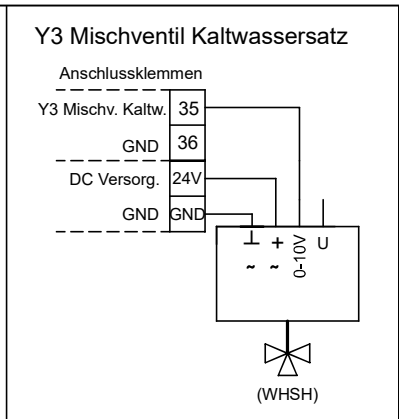 Y3 Mischventil Kaltwassersatz
Anschlussklemmen
Y3 Mischv. Kaltw. 35
GND 36
DC Versorg. 24V
GND GND
⊥ + 0-10V U
~ ~
(WHSH)